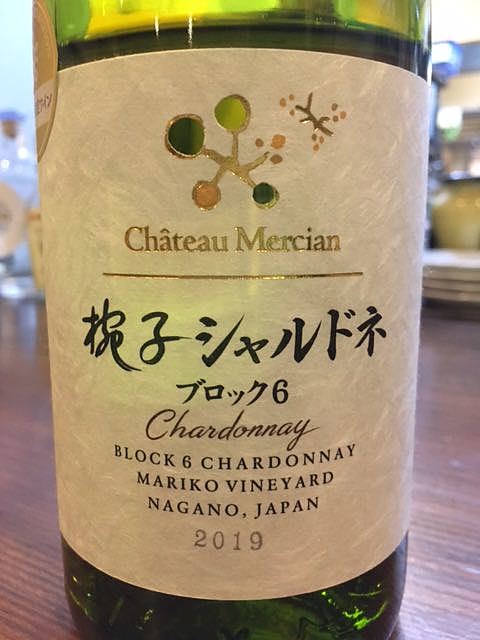 Château Mercian
椀子シャルドネ
ブロック6
Chardonnay
BLOCK 6 CHARDONNAY
MARIKO VINEYARD
NAGANO, JAPAN
2019